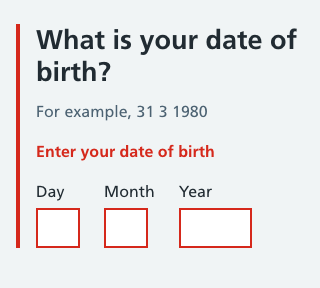 What is your date of
birth?
For example, 31 3 1980
Enter your date of birth
Day Month Year